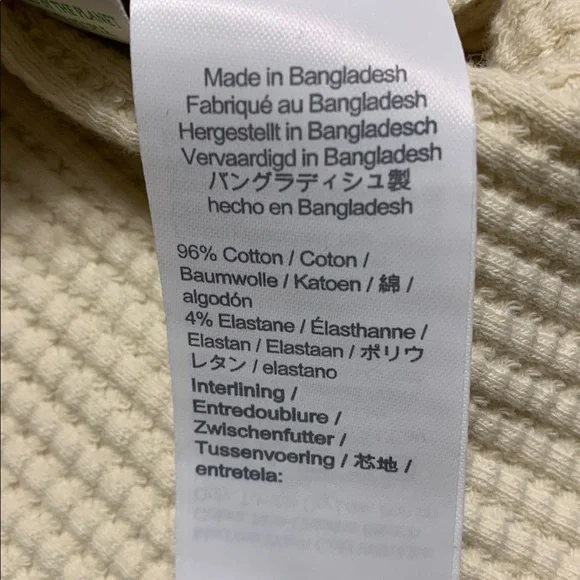 THE PLANET
Made in Bangladesh
Fabriqué au Bangladesh
Hergestellt in Bangladesch
Vervaardigd in Bangladesh
バングラディシュ製
hecho en Bangladesh
96% Cotton / Coton /
Baumwolle / Katoen / 綿 /
algodón
4% Elastane / Élasthanne /
Elastan / Elastaan / ポリウ
レタン / elastano
Interlining /
Entredoublure /
Zwischenfutter /
Tussenvoering / 芯地 /
entretela: